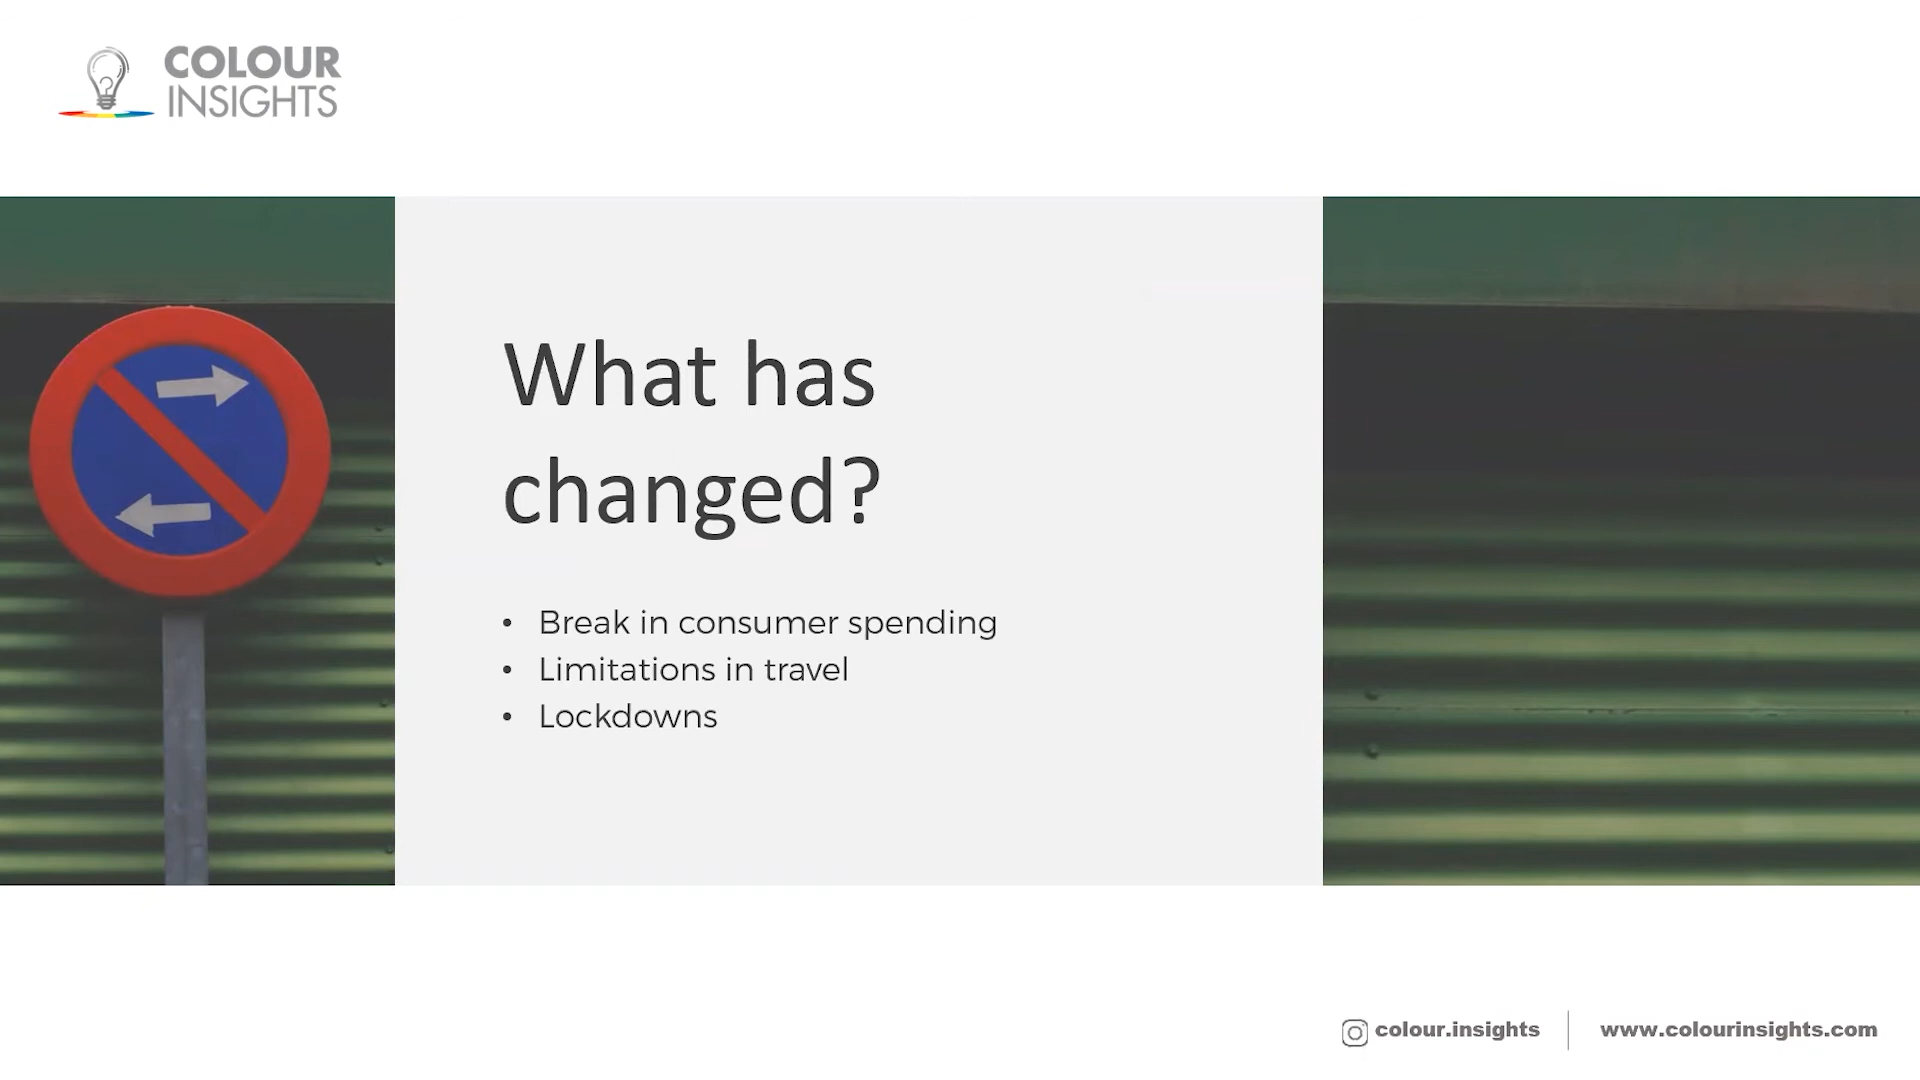 COLOUR
INSIGHTS
What has
changed?
• Break in consumer spending
• Limitations in travel
• Lockdowns
colour.insights
www.colourinsights.com